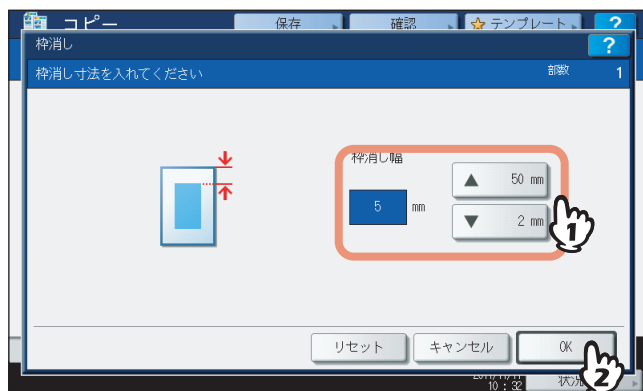 コピー
保存
確認
テンプレート
?
枠消し
?
枠消し寸法を入れてください
部数 1
枠消し幅
5 mm
▲ 50 mm
▼ 2 mm
1
リセット
キャンセル
OK
2
10:32
状況